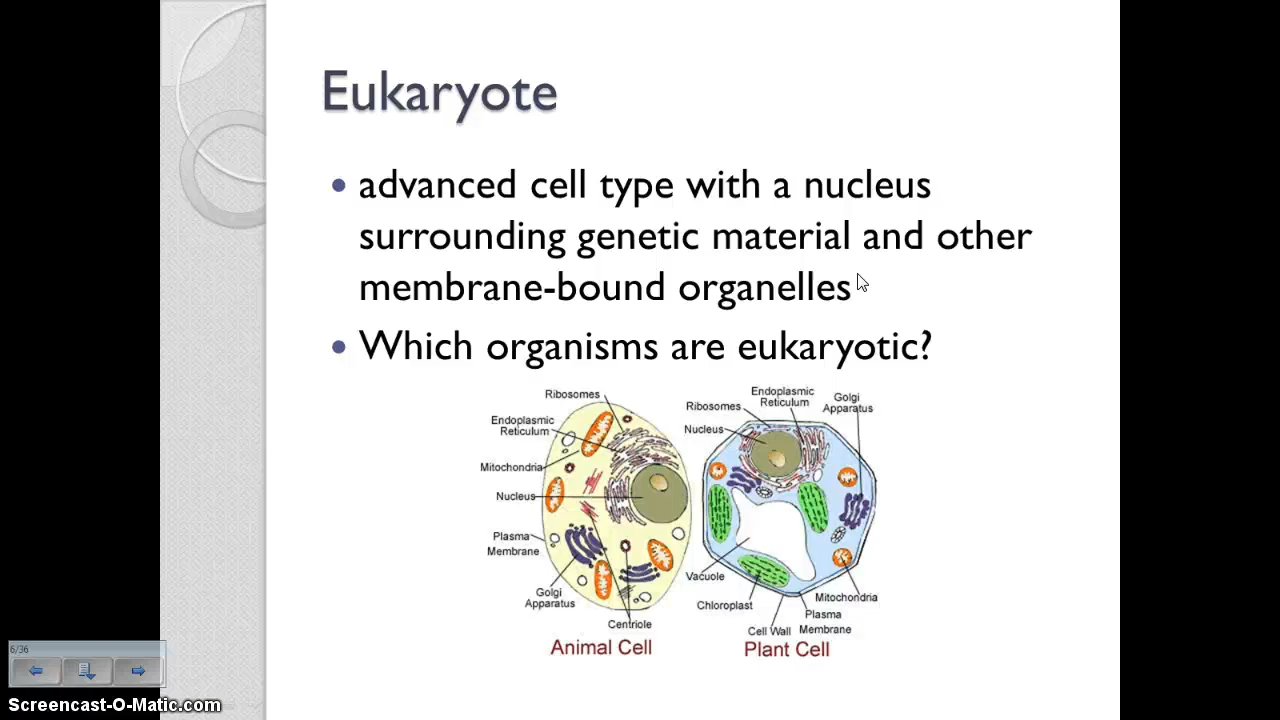 Eukaryote
advanced cell type with a nucleus
surrounding genetic material and other
membrane-bound organelles
Which organisms are eukaryotic?
Ribosomes
Endoplasmic
Reticulum
Mitochondria
Nucleus
Plasma
Membrane
Golgi
Apparatus
Centriole
Animal Cell
Endoplasmic
Reticulum
Golgi
Apparatus
Ribosomes
Nucleus
Vacuole
Chloroplast
Cell Wall
Plasma
Membrane
Mitochondria
Plant Cell
6/36
Screencast-O-Matic.com